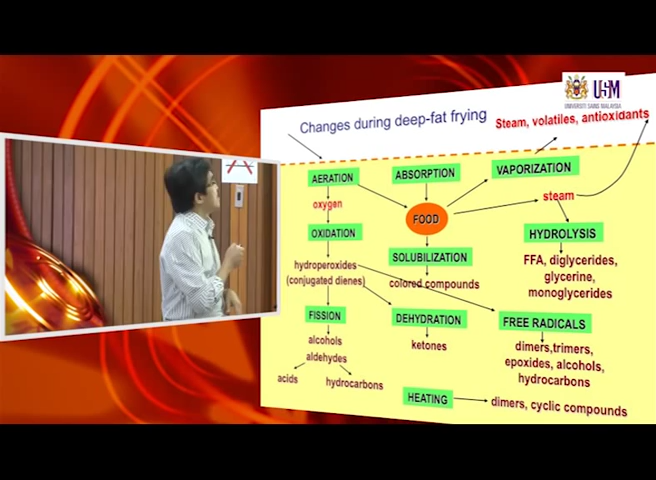 USM
UNIVERSITI SAINS MALAYSIA
Changes during deep-fat frying
Steam, volatiles, antioxidants
AERATION
ABSORPTION
VAPORIZATION
oxygen
steam
FOOD
OXIDATION
HYDROLYSIS
SOLUBILIZATION
hydroperoxides
(conjugated dienes)
colored compounds
FFA, diglycerides,
glycerine,
monoglycerides
FISSION
DEHYDRATION
FREE RADICALS
alcohols
aldehydes
ketones
dimers,trimers,
epoxides, alcohols,
hydrocarbons
acids
hydrocarbons
HEATING
dimers, cyclic compounds